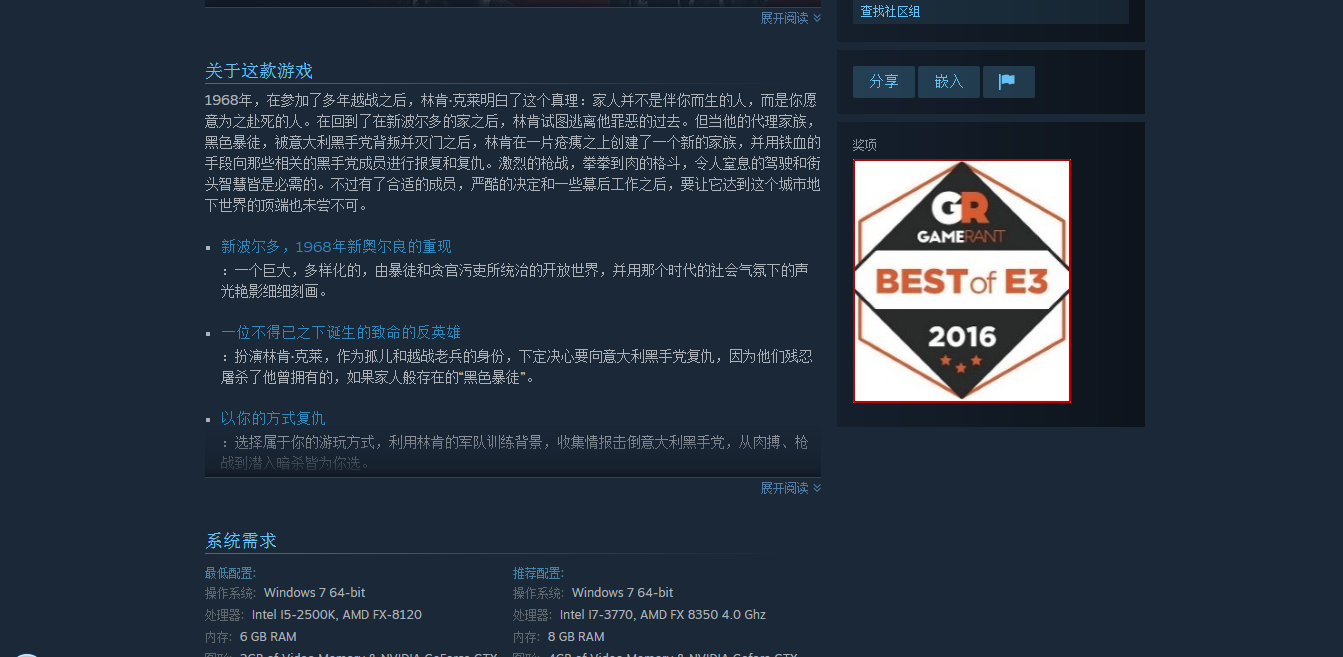 展开阅读
关于这款游戏
1968年，在参加了多年越战之后，林肯·克莱明白了这个真理：家人并不是伴你而生的人，而是你愿
意为之赴死的人。在回到了在新波尔多的家之后，林肯试图逃离他罪恶的过去。但当他的代理家族，
黑色暴徒，被意大利黑手党背叛并灭门之后，林肯在一片疮痍之上创建了一个新的家族，并用铁血的
手段向那些相关的黑手党成员进行报复和复仇。激烈的枪战，拳拳到肉的格斗，令人窒息的驾驶和街
头智慧皆是必需的。不过有了合适的成员，严酷的决定和一些幕后工作之后，要让它达到这个城市地
下世界的顶端也未尝不可。
新波尔多，1968年新奥尔良的重现
：一个巨大，多样化的，由暴徒和贪官污吏所统治的开放世界，并用那个时代的社会气氛下的声
光艳影细细刻画。
一位不得已之下诞生的致命的反英雄
：扮演林肯·克莱，作为孤儿和越战老兵的身份，下定决心要向意大利黑手党复仇，因为他们残忍
屠杀了他曾拥有的，如果家人般存在的“黑色暴徒”。
以你的方式复仇
：选择属于你的游玩方式，利用林肯的军队训练背景，收集情报击倒意大利黑手党，从肉搏、枪
战到潜入暗杀皆为你选。
展开阅读
系统需求
最低配置:
操作系统: Windows 7 64-bit
处理器: Intel I5-2500K, AMD FX-8120
内存: 6 GB RAM
图形: 2GB of Video Memory & NVIDIA GeForce GTX
推荐配置:
操作系统: Windows 7 64-bit
处理器: Intel I7-3770, AMD FX 8350 4.0 Ghz
内存: 8 GB RAM
图形: 4GB of Video Memory & NVIDIA Geforce GTX
查找社区组
分享 嵌入
奖项
GR
GAMERANT
BEST of E3
2016